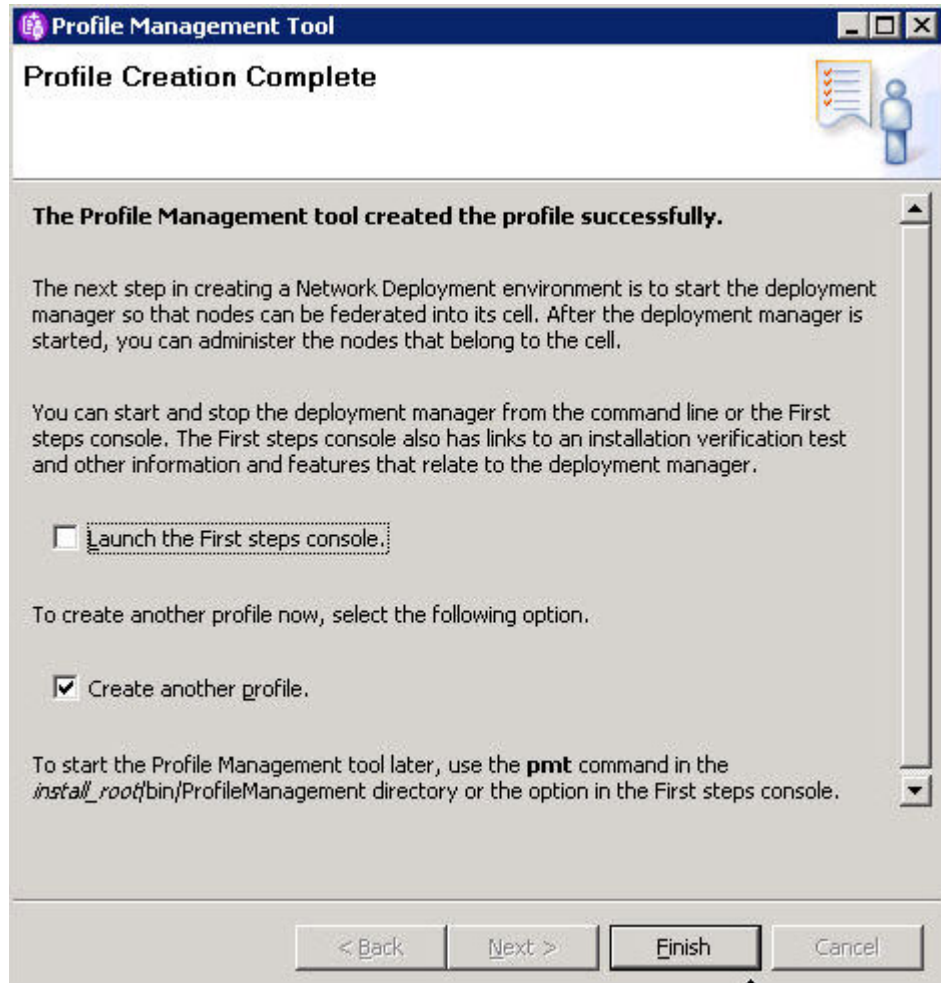 Profile Management Tool
Profile Creation Complete
The Profile Management tool created the profile successfully.
The next step in creating a Network Deployment environment is to start the deployment
manager so that nodes can be federated into its cell. After the deployment manager is
started, you can administer the nodes that belong to the cell.
You can start and stop the deployment manager from the command line or the First
steps console. The First steps console also has links to an installation verification test
and other information and features that relate to the deployment manager.
Launch the First steps console.
To create another profile now, select the following option.
Create another profile.
To start the Profile Management tool later, use the pmt command in the
install_root/bin/ProfileManagement directory or the option in the First steps console.
< Back Next > Finish Cancel